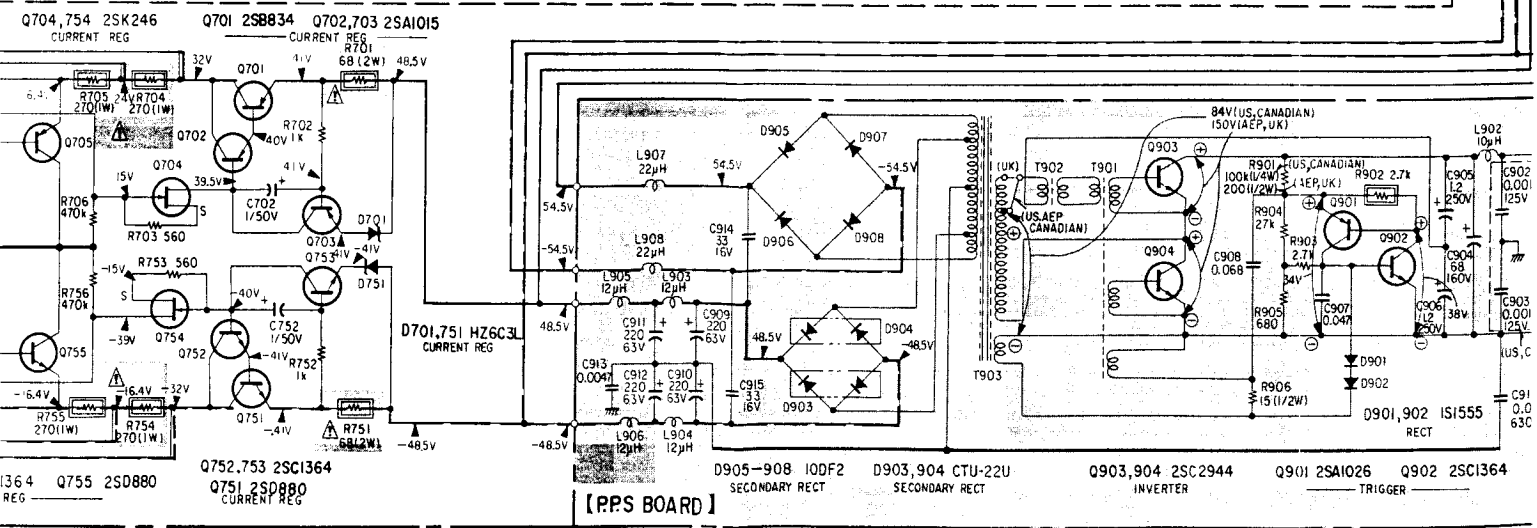 Q704,754 2SK246
CURRENT REG
Q701 2SB834 Q702,703 2SA1015
CURRENT REG
R701
68 (2W)
32V
Q701
41V
48.5V
R705
270(1W)
24V
R704
270(1W)
Q702
R702
1k
40V
41V
Q705
Q704
15V
39.5V
S
C702
1/50V
R706
470k
R703 560
Q703
41V
D701
R753 560
Q753
-41V
D751
-15V
S
-40V
R756
470k
C752
1/50V
Q754
-39V
Q752
-41V
R752
1k
D701,751 HZ6C3L
CURRENT REG
Q755
-16.4V
-16.4V
-32V
R755
270(1W)
R754
270(1W)
Q751
-41V
R751
68(2W)
-48.5V
1364
REG
Q755 2SD880
Q752,753 2SC1364
Q751 2SD880
CURRENT REG
L907
22μH
54.5V
54.5V
D905
D907
-54.5V
D906
D908
C914
33
16V
-54.5V
L908
22μH
L905
12μH
L903
12μH
48.5V
C911
220
63V
C909
220
63V
48.5V
D904
-48.5V
C913
0.0047
C912
220
63V
C910
220
63V
C915
33
16V
D903
-48.5V
L906
12μH
L904
12μH
T903
(UK)
T902
T901
(US,AEP
CANADIAN)
84V(US,CANADIAN)
150V(AEP,UK)
Q903
Q904
R901
100k(1/4W)
(US,CANADIAN)
200(1/2W)
(AEP,UK)
R902 2.7k
Q901
R904
27k
R903
2.7k
34V
Q902
C908
0.068
R905
680
C907
0.047
C905
1.2
250V
C904
68
160V
C906
1.2
250V
38V
L902
10μH
C902
0.001
125V
C903
0.001
125V
(US,C
D901
D902
R906
15(1/2W)
D901,902 1S1555
RECT
C91
0.0
630
D905-908 10DF2
SECONDARY RECT
D903,904 CTU-22U
SECONDARY RECT
Q903,904 2SC2944
INVERTER
Q901 2SA1026 Q902 2SC1364
TRIGGER
[P.P.S BOARD]